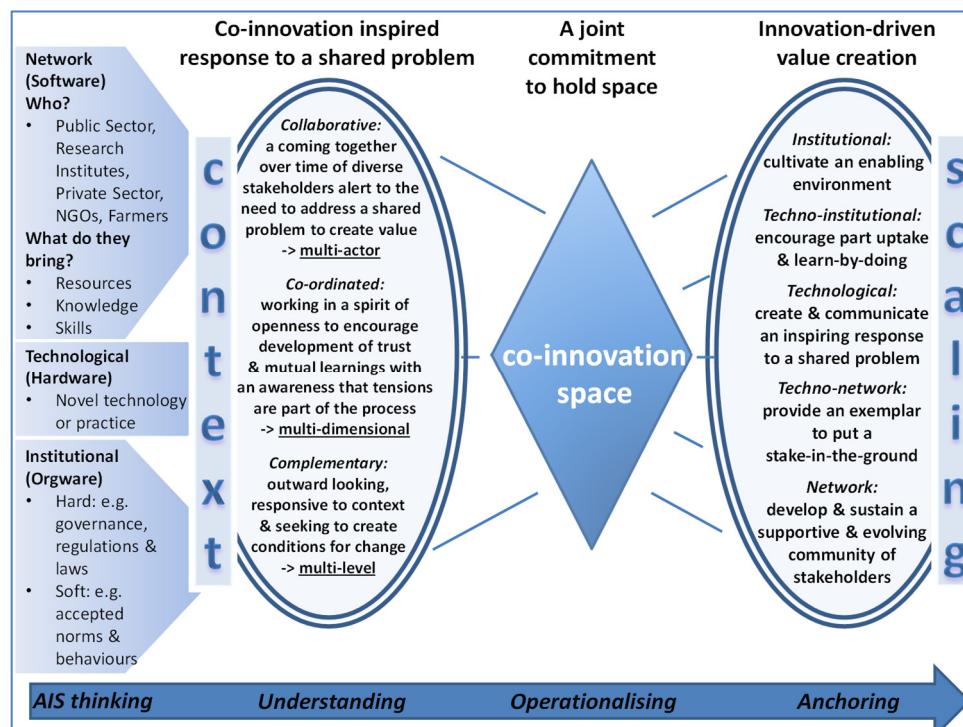 Co-innovation inspired
response to a shared problem
A joint
commitment
to hold space
Innovation-driven
value creation
Network
(Software)
Who?
• Public Sector,
Research
Institutes,
Private Sector,
NGOs, Farmers
What do they
bring?
• Resources
• Knowledge
• Skills
Technological
(Hardware)
• Novel technology
or practice
Institutional
(Orgware)
• Hard: e.g.
governance,
regulations &
laws
• Soft: e.g.
accepted
norms &
behaviours
context
Collaborative:
a coming together
over time of diverse
stakeholders alert to the
need to address a shared
problem to create value
-> multi-actor
Co-ordinated:
working in a spirit of
openness to encourage
development of trust
& mutual learnings with
an awareness that tensions
are part of the process
-> multi-dimensional
Complementary:
outward looking,
responsive to context
& seeking to create
conditions for change
-> multi-level
co-innovation
space
Institutional:
cultivate an enabling
environment
Techno-institutional:
encourage part uptake
& learn-by-doing
Technological:
create & communicate
an inspiring response
to a shared problem
Techno-network:
provide an exemplar
to put a
stake-in-the-ground
Network:
develop & sustain a
supportive & evolving
community of
stakeholders
scaling
AIS thinking
Understanding
Operationalising
Anchoring